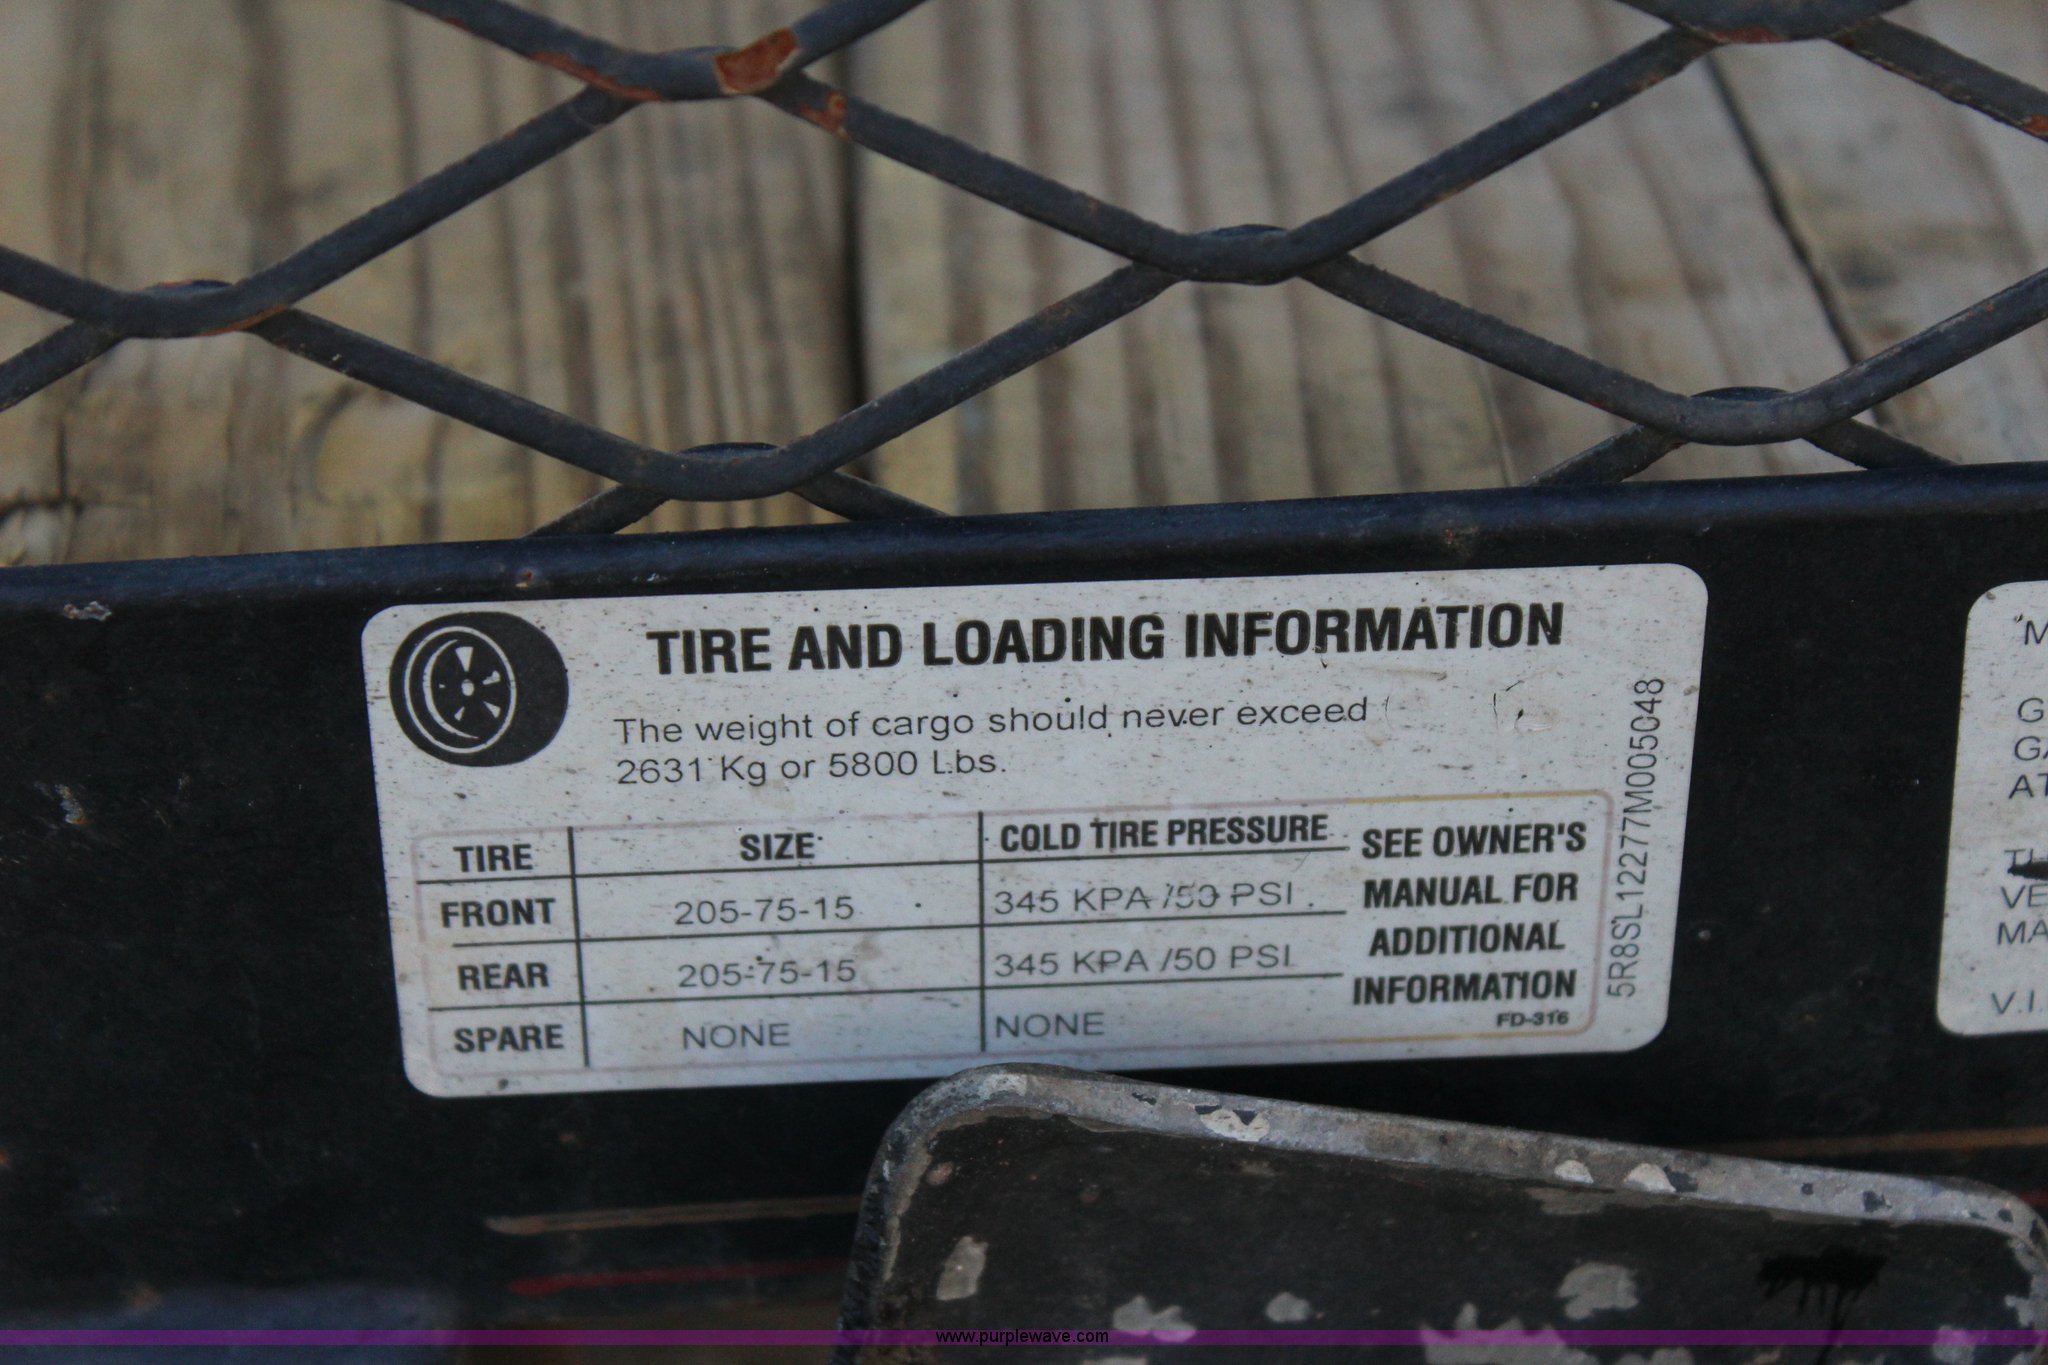 TIRE AND LOADING INFORMATION
The weight of cargo should never exceed
2631 Kg or 5800 Lbs.
TIRE SIZE COLD TIRE PRESSURE
FRONT 205-75-15 345 KPA /50 PSI
REAR 205-75-15 345 KPA /50 PSI
SPARE NONE NONE
SEE OWNER'S
MANUAL FOR
ADDITIONAL
INFORMATION
FD-316
5R8SL12277M005048
V.I.
www.purplewave.com